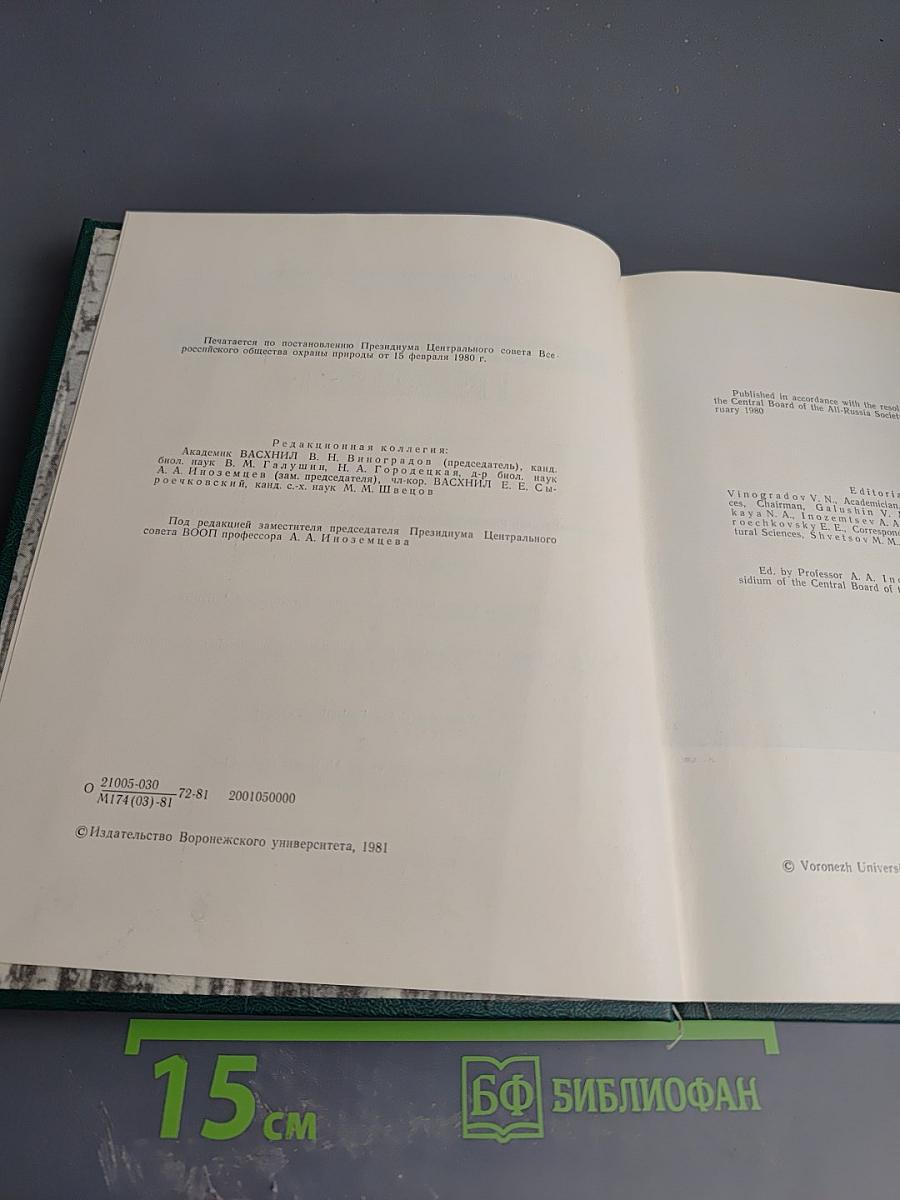 Печатается по постановлению Президиума Центрального совета Все-
российского общества охраны природы от 15 февраля 1980 г.
Редакционная коллегия:
Академик ВАСХНИЛ В. Н. Виноградов (председатель), канд.
биол. наук В. М. Галушин, Н. А. Городецкая, д-р биол. наук
А. А. Иноземцев (зам. председателя), чл-кор. ВАСХНИЛ Е. Е. Сы-
роечковский, канд. с.-х. наук М. М. Швецов
Под редакцией заместителя председателя Президиума Центрального
совета ВООП профессора А. А. Иноземцева
О 21005-030
М174(03)-81 72-81 2001050000
© Издательство Воронежского университета, 1981
Published in accordance with the resol
the Central Board of the All-Russia Societ
ruary 1980
Editoria
Vinogradov V. N., Academician,
ces, Chairman, Galushin V. 
kaya N. A., Inozemtsev A. A
roechkovsky E. E., Correspond
tural Sciences, Shvetsov M. M.,
Ed. by Professor A. A. Ino
sidium of the Central Board of t
© Voronezh Universi
15 см
БФ БИБЛИОФАН